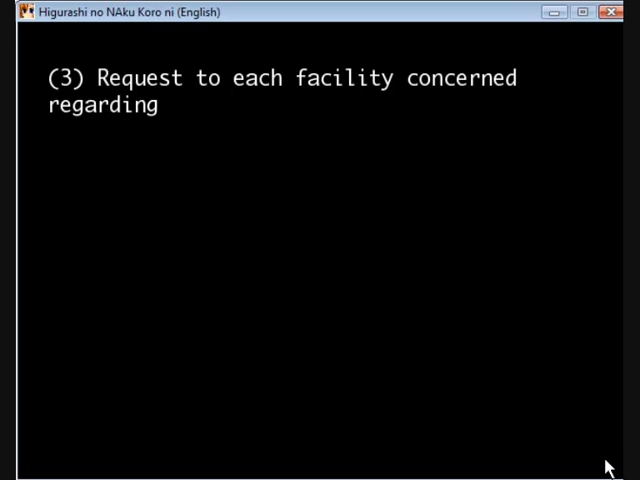 Higurashi no NAku Koro ni (English)
(3) Request to each facility concerned
regarding